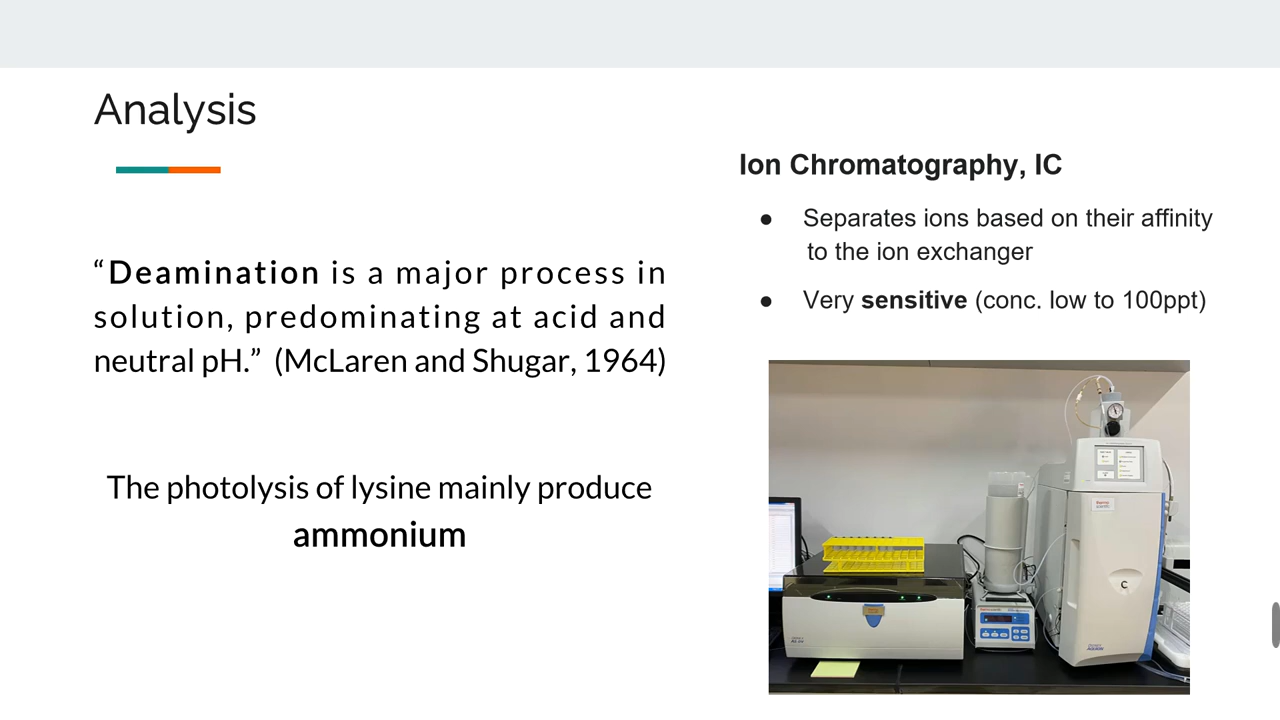 Analysis
“Deamination is a major process in
solution, predominating at acid and
neutral pH.” (McLaren and Shugar, 1964)
The photolysis of lysine mainly produce
ammonium
Ion Chromatography, IC
● Separates ions based on their affinity
to the ion exchanger
● Very sensitive (conc. low to 100ppt)
C